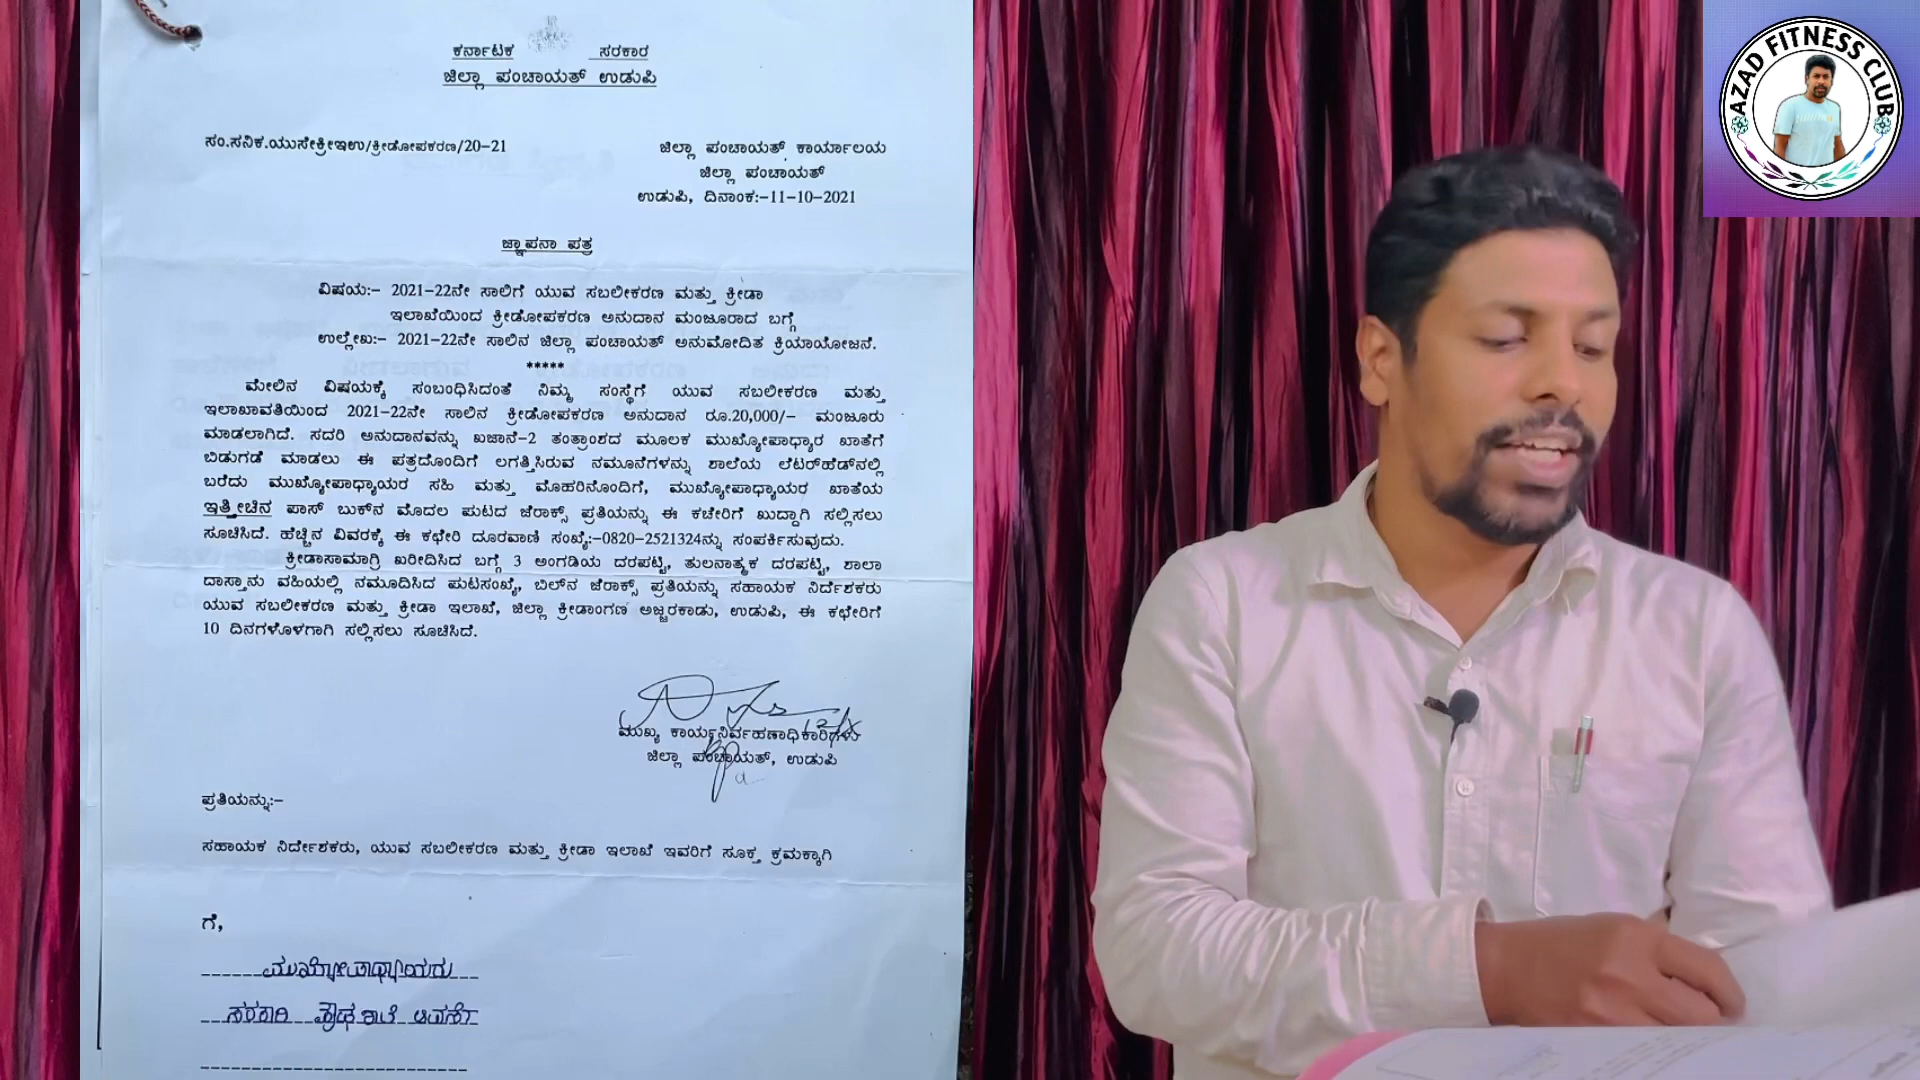 ಕರ್ನಾಟಕ ಸರಕಾರ
ಜಿಲ್ಲಾ ಪಂಚಾಯತ್ ಉಡುಪಿ
ಸಂ.ಸನಿಕ.ಯುಸೇಕ್ರೀಇಉ/ಕ್ರೀಡೋಪಕರಣ/20-21
ಜಿಲ್ಲಾ ಪಂಚಾಯತ್ ಕಾರ್ಯಾಲಯ
ಜಿಲ್ಲಾ ಪಂಚಾಯತ್
ಉಡುಪಿ, ದಿನಾಂಕ:-11-10-2021
ಜ್ಞಾಪನಾ ಪತ್ರ
ವಿಷಯ:- 2021-22ನೇ ಸಾಲಿಗೆ ಯುವ ಸಬಲೀಕರಣ ಮತ್ತು ಕ್ರೀಡಾ
ಇಲಾಖೆಯಿಂದ ಕ್ರೀಡೋಪಕರಣ ಅನುದಾನ ಮಂಜೂರಾದ ಬಗ್ಗೆ
ಉಲ್ಲೇಖ:- 2021-22ನೇ ಸಾಲಿನ ಜಿಲ್ಲಾ ಪಂಚಾಯತ್ ಅನುಮೋದಿತ ಕ್ರಿಯಾಯೋಜನೆ.
*****
ಮೇಲಿನ ವಿಷಯಕ್ಕೆ ಸಂಬಂಧಿಸಿದಂತೆ ನಿಮ್ಮ ಸಂಸ್ಥೆಗೆ ಯುವ ಸಬಲೀಕರಣ ಮತ್ತು
ಇಲಾಖಾವತಿಯಿಂದ 2021-22ನೇ ಸಾಲಿನ ಕ್ರೀಡೋಪಕರಣ ಅನುದಾನ ರೂ.20,000/- ಮಂಜೂರು
ಮಾಡಲಾಗಿದೆ. ಸದರಿ ಅನುದಾನವನ್ನು ಖಜಾನೆ-2 ತಂತ್ರಾಂಶದ ಮೂಲಕ ಮುಖ್ಯೋಪಾಧ್ಯಾರ ಖಾತೆಗೆ
ಬಿಡುಗಡೆ ಮಾಡಲು ಈ ಪತ್ರದೊಂದಿಗೆ ಲಗತ್ತಿಸಿರುವ ನಮೂನೆಗಳನ್ನು ಶಾಲೆಯ ಲೆಟರ್‌ಹೆಡ್‌ನಲ್ಲಿ
ಬರೆದು ಮುಖ್ಯೋಪಾಧ್ಯಾಯರ ಸಹಿ ಮತ್ತು ಮೊಹರಿನೊಂದಿಗೆ, ಮುಖ್ಯೋಪಾಧ್ಯಾಯರ ಖಾತೆಯ
ಇತ್ತೀಚಿನ ಪಾಸ್ ಬುಕ್‌ನ ಮೊದಲ ಪುಟದ ಜೆರಾಕ್ಸ್ ಪ್ರತಿಯನ್ನು ಈ ಕಚೇರಿಗೆ ಖುದ್ದಾಗಿ ಸಲ್ಲಿಸಲು
ಸೂಚಿಸಿದೆ. ಹೆಚ್ಚಿನ ವಿವರಕ್ಕೆ ಈ ಕಛೇರಿ ದೂರವಾಣಿ ಸಂಖ್ಯೆ:-0820-2521324ನ್ನು ಸಂಪರ್ಕಿಸುವುದು.
ಕ್ರೀಡಾಸಾಮಾಗ್ರಿ ಖರೀದಿಸಿದ ಬಗ್ಗೆ 3 ಅಂಗಡಿಯ ದರಪಟ್ಟಿ, ತುಲನಾತ್ಮಕ ದರಪಟ್ಟಿ, ಶಾಲಾ
ದಾಸ್ತಾನು ವಹಿಯಲ್ಲಿ ನಮೂದಿಸಿದ ಪುಟಸಂಖ್ಯೆ, ಬಿಲ್‌ನ ಜೆರಾಕ್ಸ್ ಪ್ರತಿಯನ್ನು ಸಹಾಯಕ ನಿರ್ದೆಶಕರು
ಯುವ ಸಬಲೀಕರಣ ಮತ್ತು ಕ್ರೀಡಾ ಇಲಾಖೆ, ಜಿಲ್ಲಾ ಕ್ರೀಡಾಂಗಣ ಅಜ್ಜರಕಾಡು, ಉಡುಪಿ, ಈ ಕಛೇರಿಗೆ
10 ದಿನಗಳೊಳಗಾಗಿ ಸಲ್ಲಿಸಲು ಸೂಚಿಸಿದೆ.
ಮುಖ್ಯ ಕಾರ್ಯನಿರ್ವಹಣಾಧಿಕಾರಿಗಳು
ಜಿಲ್ಲಾ ಪಂಚಾಯತ್, ಉಡುಪಿ
ಪ್ರತಿಯನ್ನು:-
ಸಹಾಯಕ ನಿರ್ದೇಶಕರು, ಯುವ ಸಬಲೀಕರಣ ಮತ್ತು ಕ್ರೀಡಾ ಇಲಾಖೆ ಇವರಿಗೆ ಸೂಕ್ತ ಕ್ರಮಕ್ಕಾಗಿ
ಗೆ,
ಮುಖ್ಯೋಪಾಧ್ಯಾಯರು
ಸರಕಾರಿ ಪ್ರೌಢ ಶಾಲೆ
AZAD FITNESS CLUB